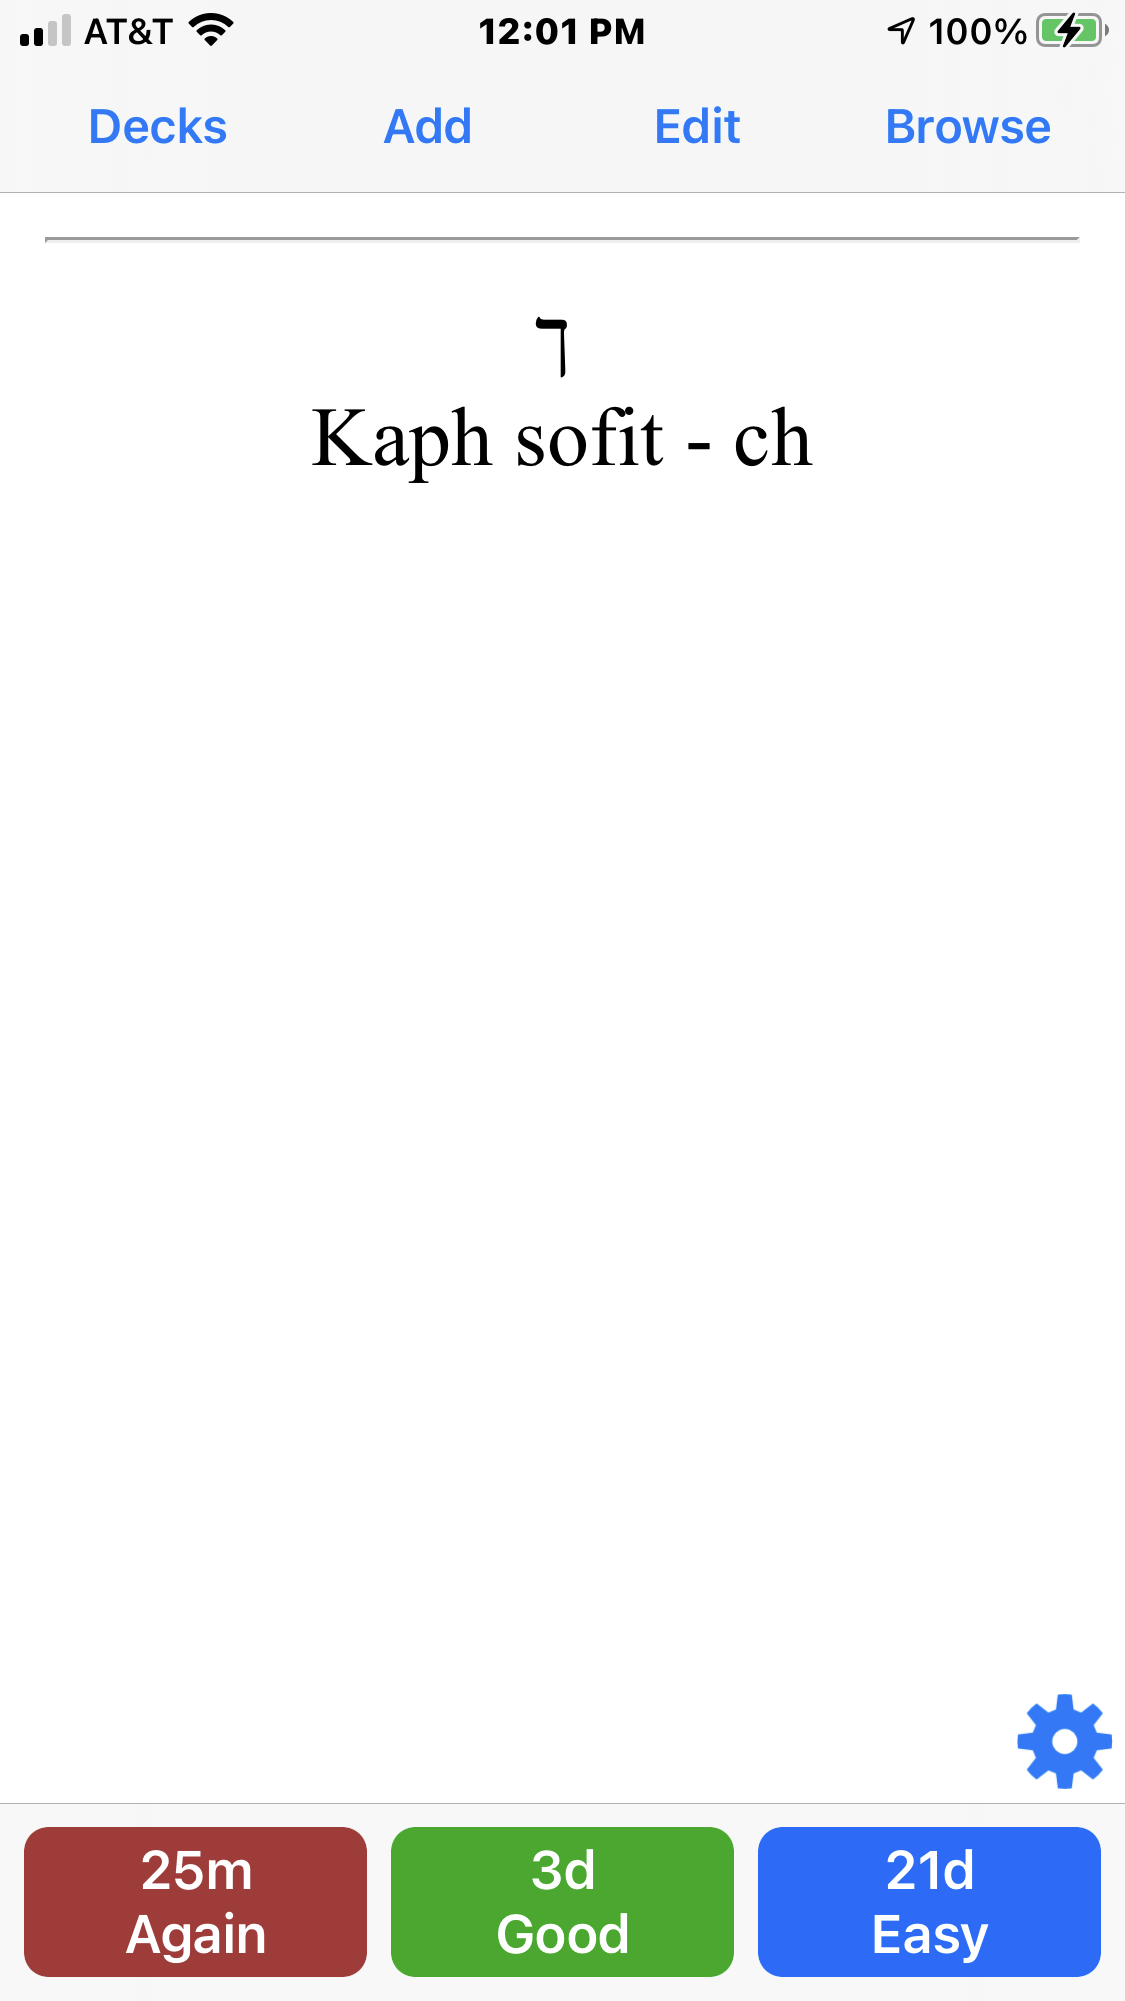 AT&T 12:01 PM 100%
Decks Add Edit Browse
ך
Kaph sofit - ch
25m 3d 21d
Again Good Easy